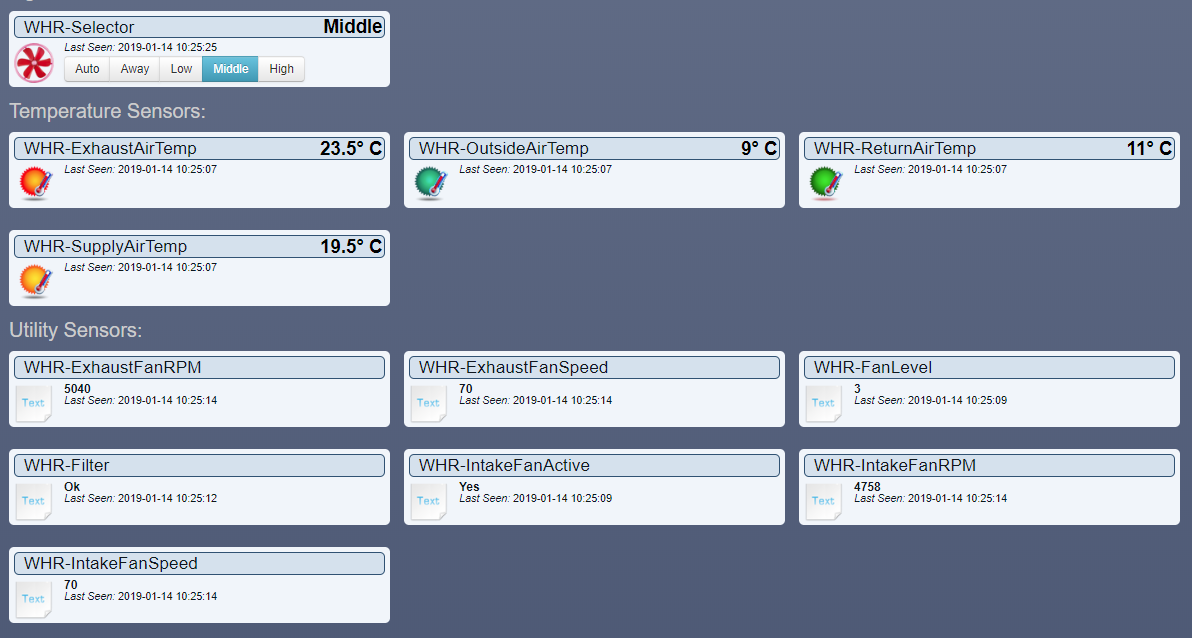 WHR-Selector Middle
Last Seen: 2019-01-14 10:25:25
Auto Away Low Middle High
Temperature Sensors:
WHR-ExhaustAirTemp 23.5° C
Last Seen: 2019-01-14 10:25:07
WHR-OutsideAirTemp 9° C
Last Seen: 2019-01-14 10:25:07
WHR-ReturnAirTemp 11° C
Last Seen: 2019-01-14 10:25:07
WHR-SupplyAirTemp 19.5° C
Last Seen: 2019-01-14 10:25:07
Utility Sensors:
WHR-ExhaustFanRPM
5040
Text
Last Seen: 2019-01-14 10:25:14
WHR-ExhaustFanSpeed
70
Text
Last Seen: 2019-01-14 10:25:14
WHR-FanLevel
3
Text
Last Seen: 2019-01-14 10:25:09
WHR-Filter
Ok
Text
Last Seen: 2019-01-14 10:25:12
WHR-IntakeFanActive
Yes
Text
Last Seen: 2019-01-14 10:25:09
WHR-IntakeFanRPM
4758
Text
Last Seen: 2019-01-14 10:25:14
WHR-IntakeFanSpeed
70
Text
Last Seen: 2019-01-14 10:25:14